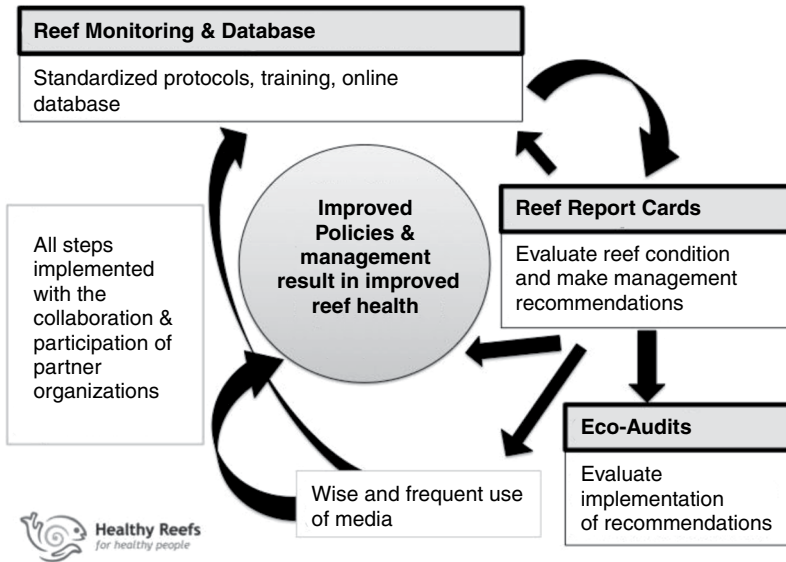 Reef Monitoring & Database
Standardized protocols, training, online
database
Improved
Policies &
management
result in improved
reef health
Reef Report Cards
Evaluate reef condition
and make management
recommendations
All steps
implemented
with the
collaboration &
participation of
partner
organizations
Eco-Audits
Evaluate
implementation
of recommendations
Wise and frequent use
of media
Healthy Reefs
for healthy people